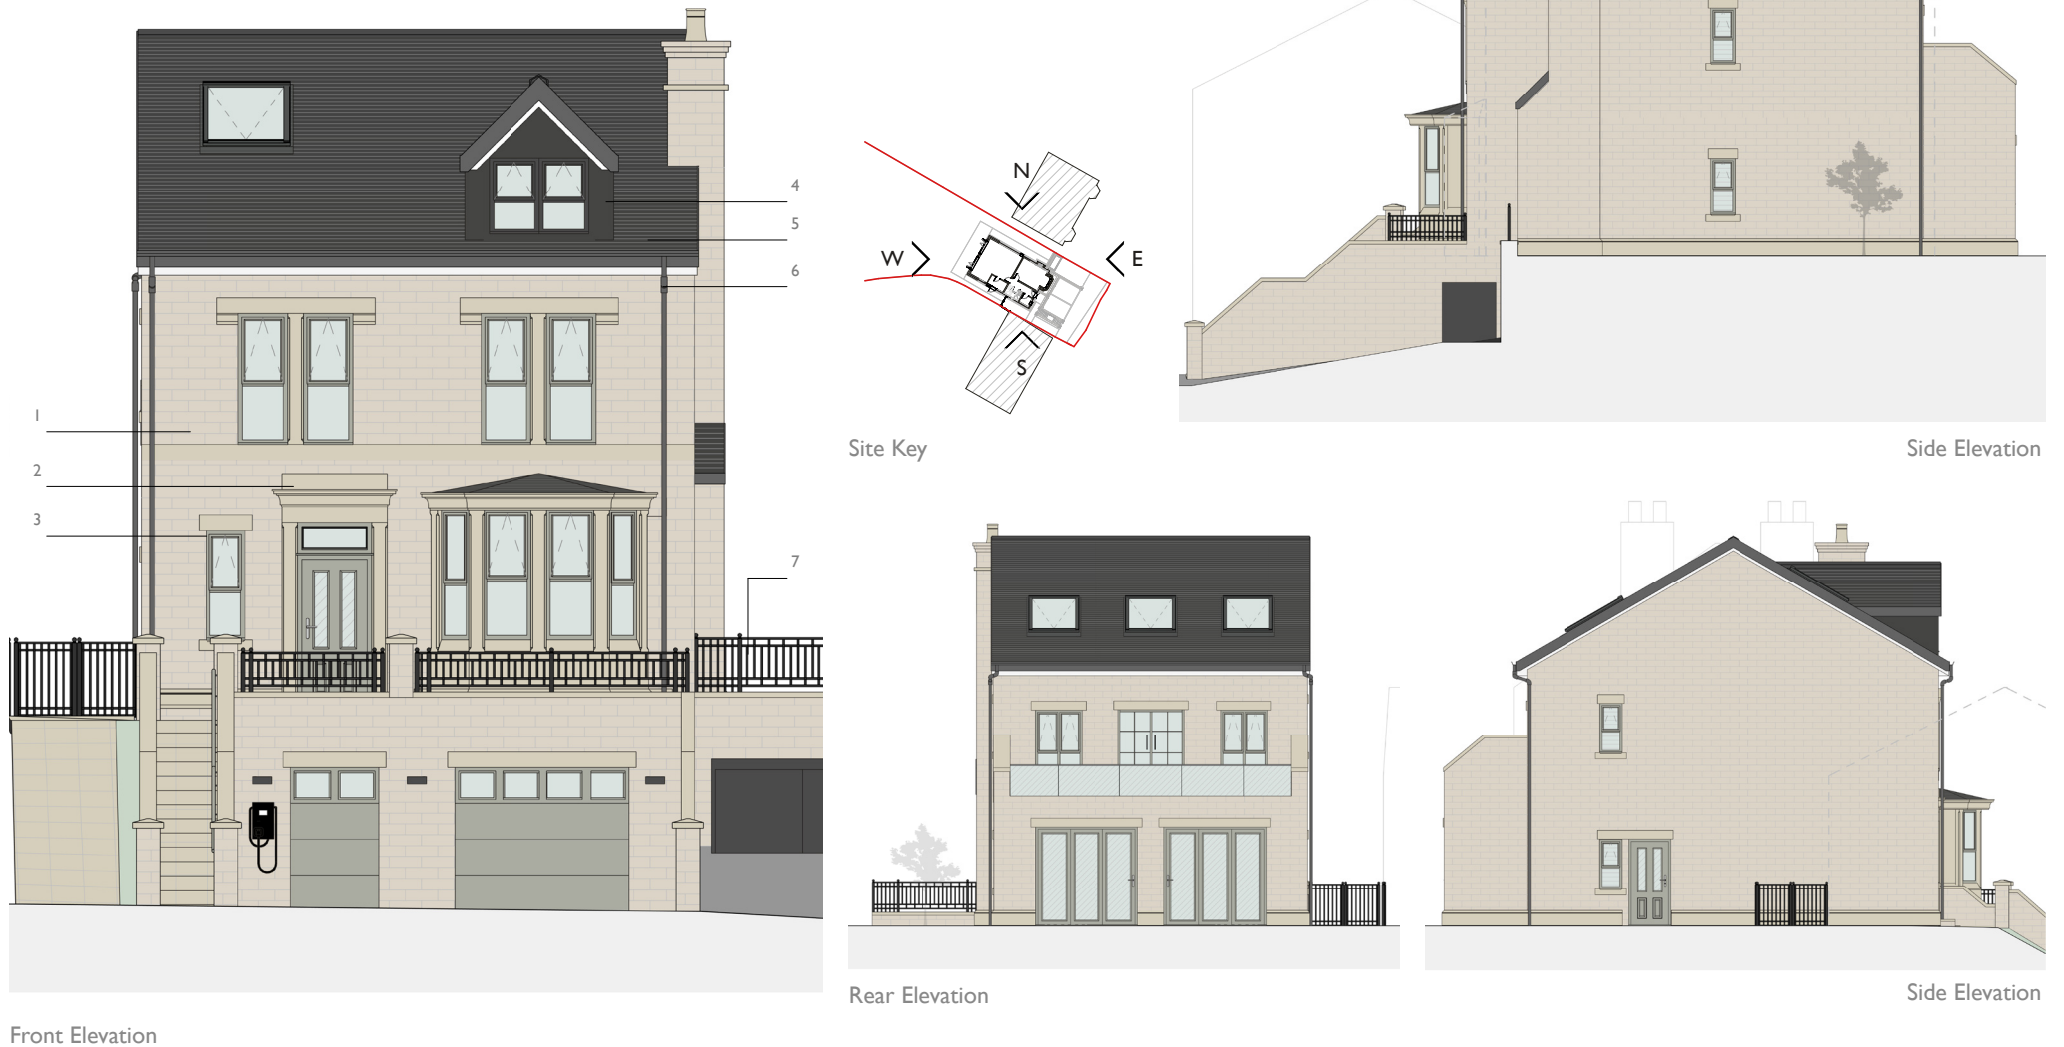 1
2
3
4
5
6
7
Front Elevation
N
W
E
S
Site Key
Side Elevation
Rear Elevation
Side Elevation